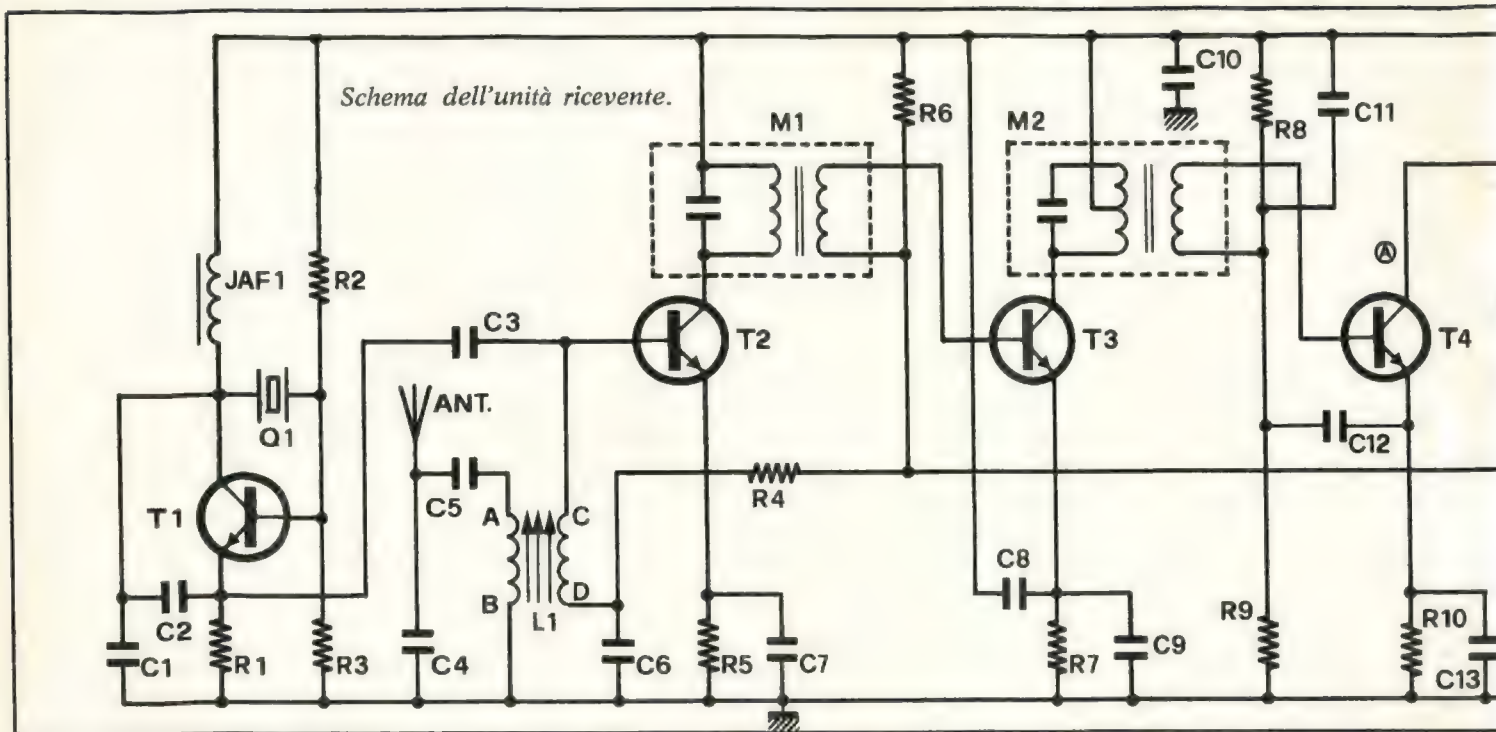 Schema dell'unità ricevente.
C10
R6
M1
M2
R8
C11
JAF1
R2
A
C3
T2
T3
T4
ANT.
Q1
C12
C5
R4
A
C
T1
C8
B
D
C2
L1
R9
R10
C1
R1
R3
C4
C6
R5
C7
R7
C9
C13